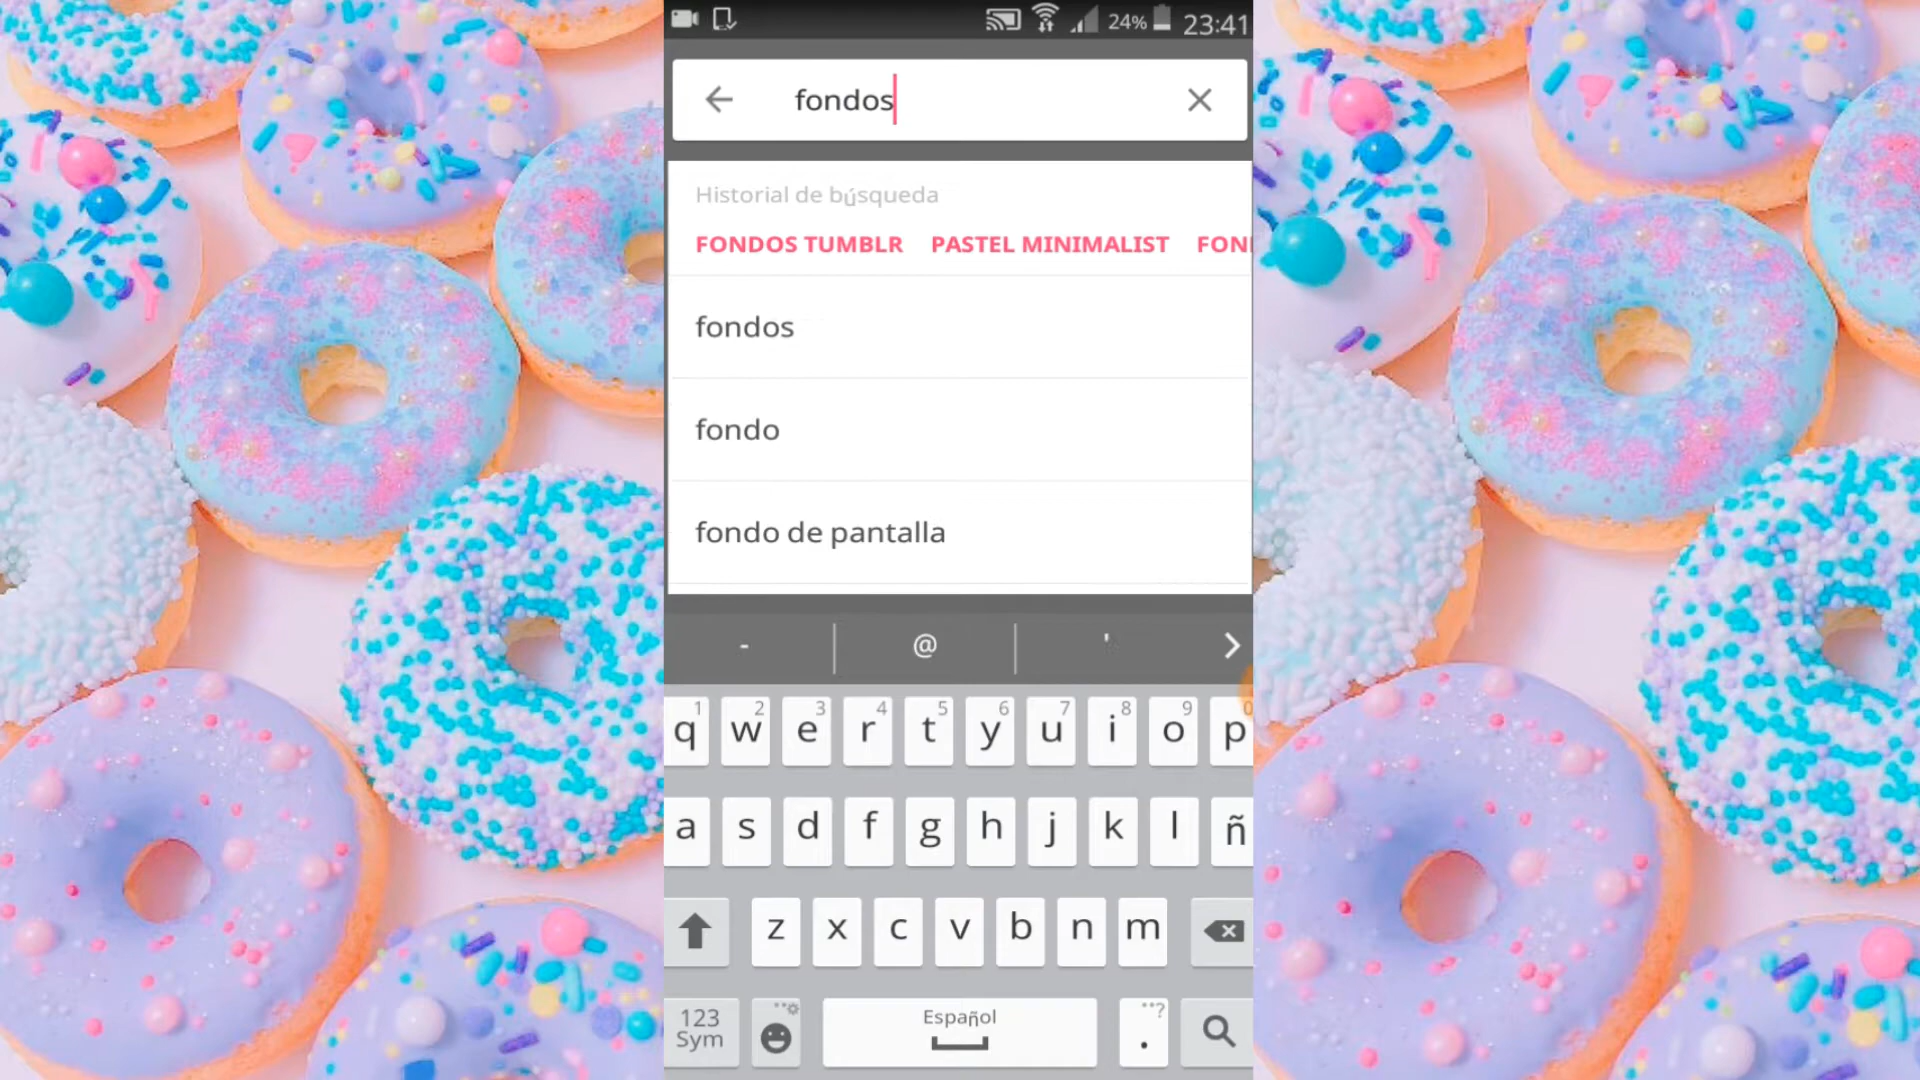 24% 23:41
fondos
Historial de búsqueda
FONDOS TUMBLR PASTEL MINIMALIST FON
fondos
fondo
fondo de pantalla
- @ '
1 2 3 4 5 6 7 8 9 0
q w e r t y u i o p
a s d f g h j k l ñ
z x c v b n m
123
Sym
Español
. ?